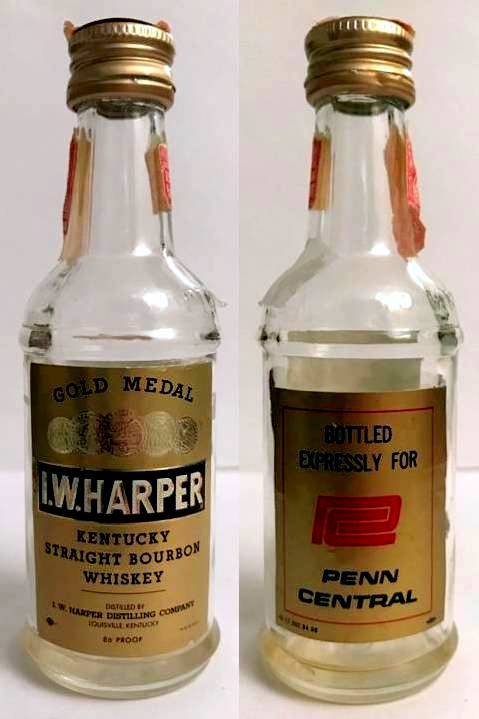 GOLD MEDAL
I.W. HARPER
KENTUCKY
STRAIGHT BOURBON
WHISKEY
DISTILLED BY
I. W. HARPER DISTILLING COMPANY
LOUISVILLE, KENTUCKY
86 PROOF
BOTTLED
EXPRESSLY FOR
PENN
CENTRAL